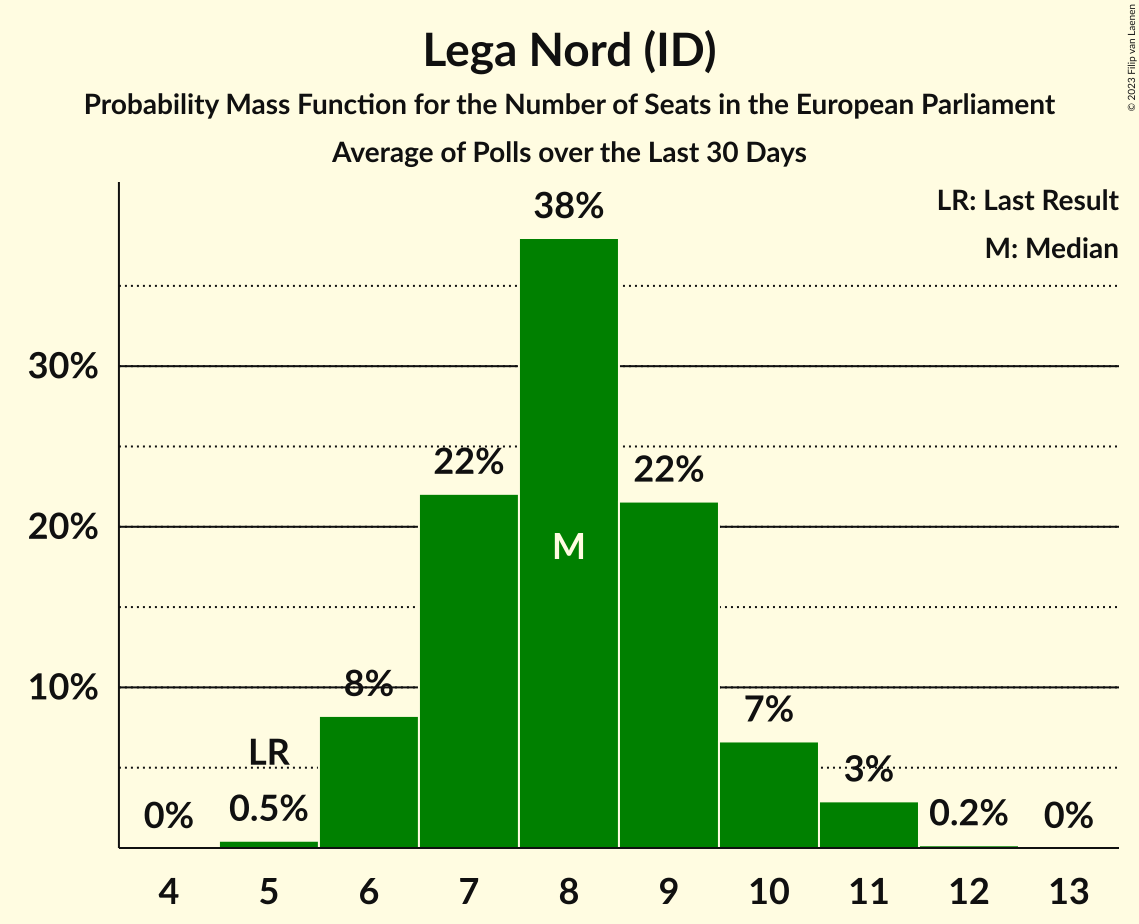 Lega Nord (ID)
Probability Mass Function for the Number of Seats in the European Parliament
Average of Polls over the Last 30 Days
© 2023 Filip van Laenen
LR: Last Result
M: Median
38%
30%
22%
22%
20%
M
10%
8%
7%
LR
3%
0%
0.5%
0.2%
0%
4 5 6 7 8 9 10 11 12 13